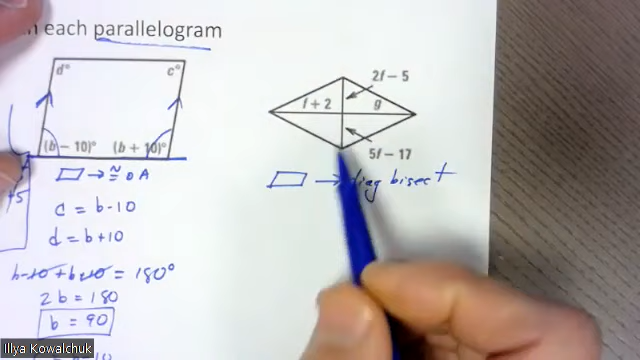 each parallelogram
d° c°
(b − 10)° (b + 10)°
▱ → ≅ ○ A
c = b-10
d = b+10
b-10 + b+10 = 180°
2b = 180
b = 90
2f − 5
f + 2 g
5f − 17
▱ → diag bisect
+5
Illya Kowalchuk